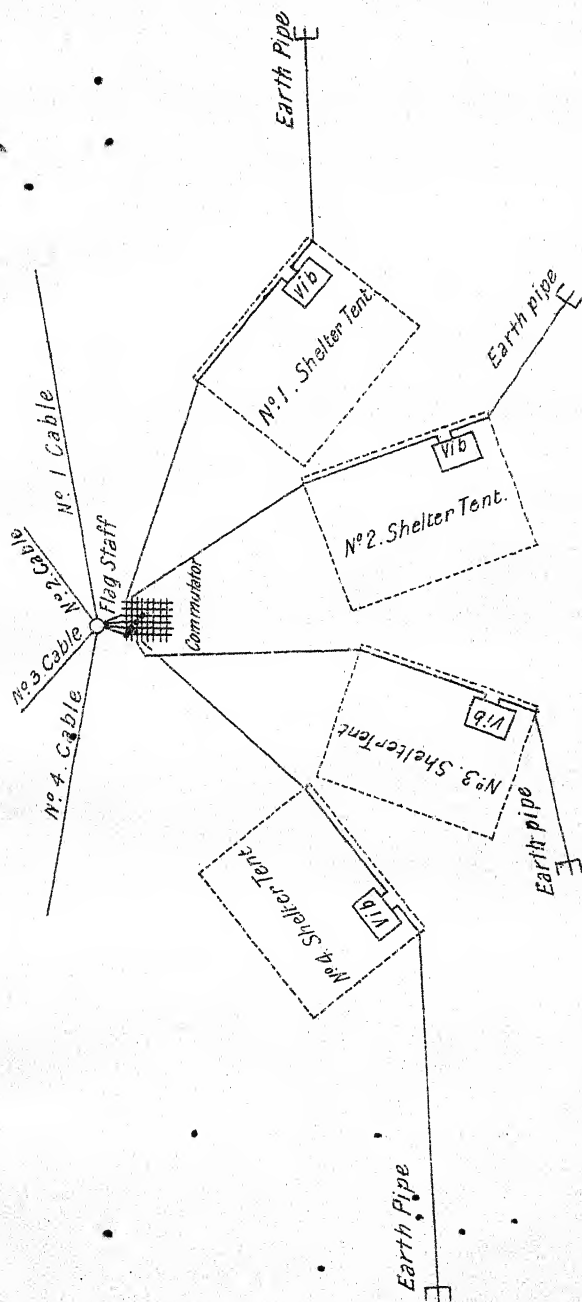 Nº 1 Cable
Nº 2. Cable
Nº 3. Cable
Nº 4. Cable
Flag Staff
Commutator
Nº 1. Shelter Tent.
vib
Earth Pipe
Nº 2. Shelter Tent.
vib
Earth pipe
Nº 3. Shelter Tent
vib
Earth pipe
Nº 4. Shelter Tent
vib
Earth Pipe